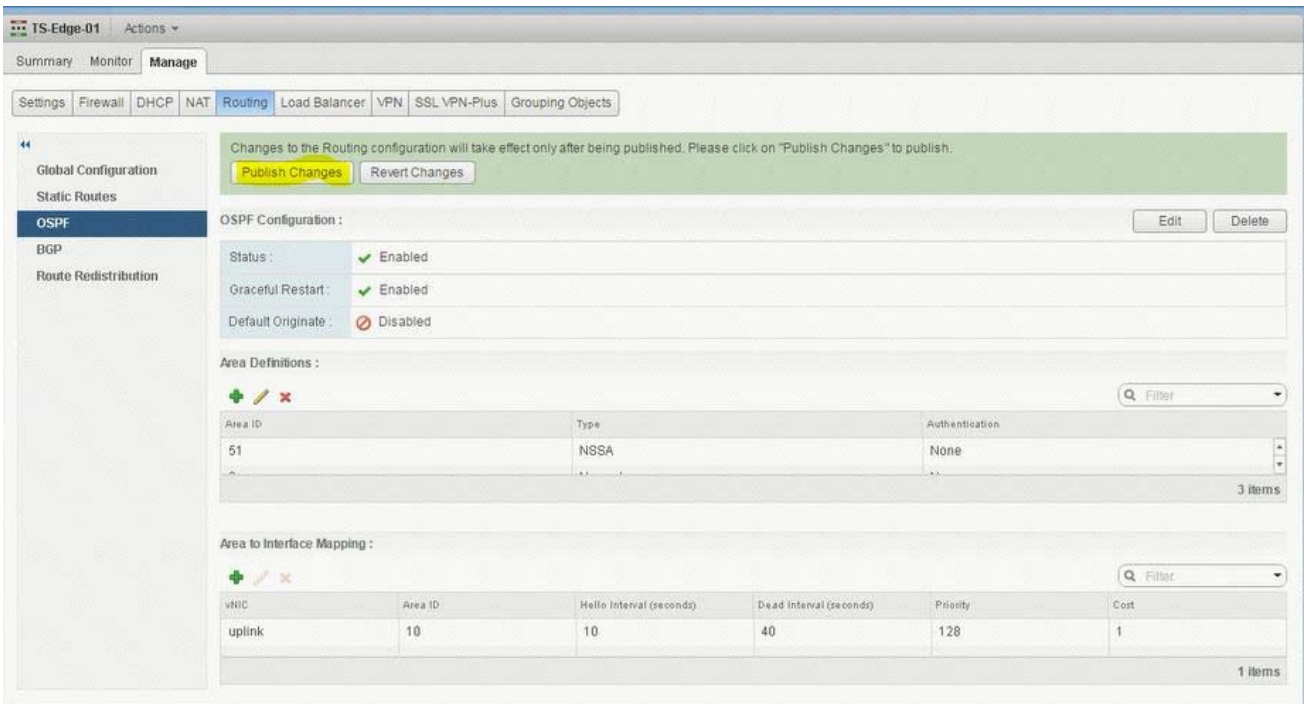 TS-Edge-01 Actions
Summary Monitor Manage
Settings Firewall DHCP NAT Routing Load Balancer VPN SSL VPN-Plus Grouping Objects
Changes to the Routing configuration will take effect only after being published. Please click on "Publish Changes" to publish.
Publish Changes Revert Changes
Global Configuration
Static Routes
OSPF
BGP
Route Redistribution
OSPF Configuration :
Edit Delete
Status : Enabled
Graceful Restart : Enabled
Default Originate : Disabled
Area Definitions :
Filter
Area ID Type Authentication
51 NSSA None
3 items
Area to Interface Mapping :
Filter
vNIC Area ID Hello Interval (seconds) Dead Interval (seconds) Priority Cost
uplink 10 10 40 128 1
1 items